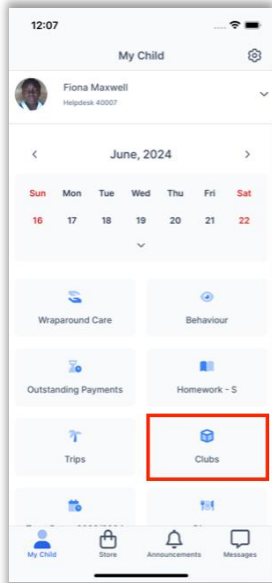 12:07
My Child
Fiona Maxwell
Helpdesk 40007
June, 2024
Sun Mon Tue Wed Thu Fri Sat
16 17 18 19 20 21 22
Wraparound Care Behaviour
Outstanding Payments Homework - S
Trips Clubs
My Child Store Announcements Messages